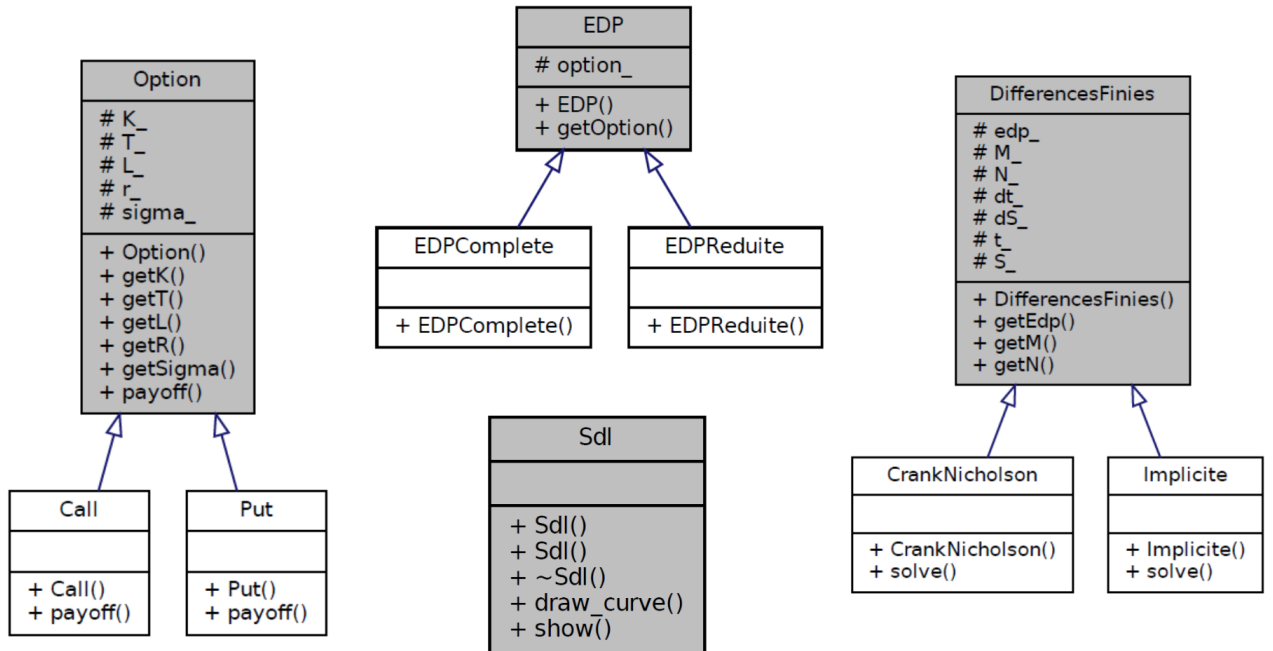 Option
# K_
# T_
# L_
# r_
# sigma_
+ Option()
+ getK()
+ getT()
+ getL()
+ getR()
+ getSigma()
+ payoff()
Call
+ Call()
+ payoff()
Put
+ Put()
+ payoff()
EDP
# option_
+ EDP()
+ getOption()
EDPComplete
+ EDPComplete()
EDPReduite
+ EDPReduite()
Sdl
+ Sdl()
+ Sdl()
+ ~Sdl()
+ draw_curve()
+ show()
DifferencesFinies
# edp_
# M_
# N_
# dt_
# dS_
# t_
# S_
+ DifferencesFinies()
+ getEdp()
+ getM()
+ getN()
CrankNicholson
+ CrankNicholson()
+ solve()
Implicite
+ Implicite()
+ solve()